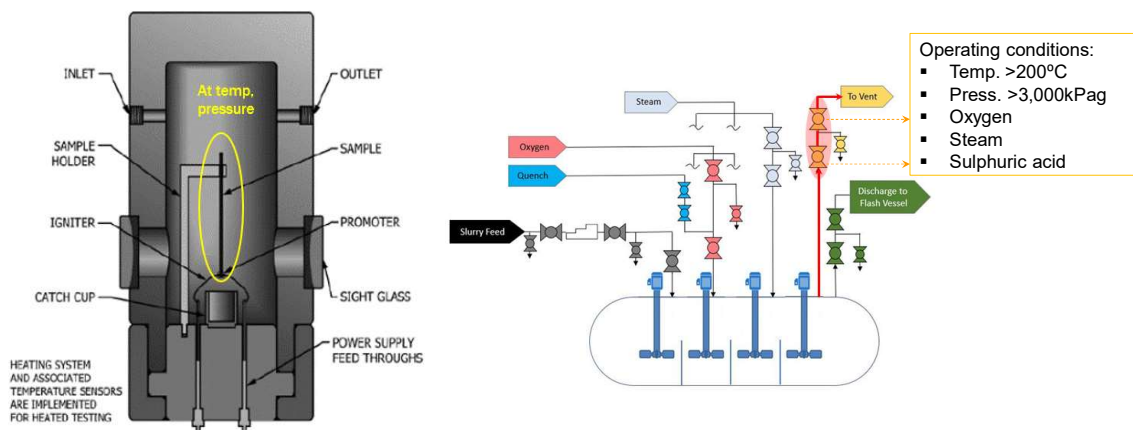 INLET
OUTLET
At temp,
pressure
SAMPLE
HOLDER
SAMPLE
IGNITER
PROMOTER
CATCH CUP
SIGHT GLASS
POWER SUPPLY
FEED THROUGHS
HEATING SYSTEM
AND ASSOCIATED
TEMPERATURE SENSORS
ARE IMPLEMENTED
FOR HEATED TESTING
Steam
Oxygen
Quench
Slurry Feed
To Vent
Discharge to
Flash Vessel
Operating conditions:
▪ Temp. >200ºC
▪ Press. >3,000kPag
▪ Oxygen
▪ Steam
▪ Sulphuric acid